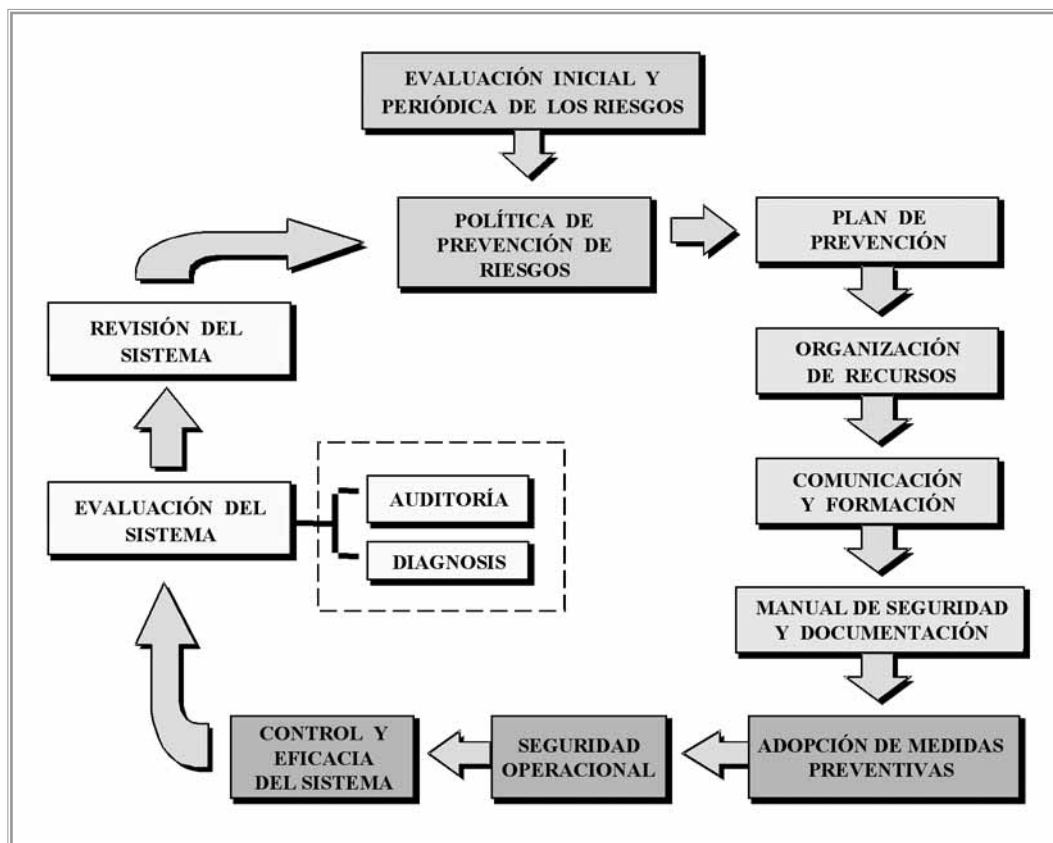 EVALUACIÓN INICIAL Y
PERIÓDICA DE LOS RIESGOS
POLÍTICA DE
PREVENCIÓN DE
RIESGOS
PLAN DE
PREVENCIÓN
ORGANIZACIÓN
DE RECURSOS
COMUNICACIÓN
Y FORMACIÓN
MANUAL DE SEGURIDAD
Y DOCUMENTACIÓN
ADOPCIÓN DE MEDIDAS
PREVENTIVAS
SEGURIDAD
OPERACIONAL
CONTROL Y
EFICACIA
DEL SISTEMA
EVALUACIÓN DEL
SISTEMA
AUDITORÍA
DIAGNOSIS
REVISIÓN DEL
SISTEMA